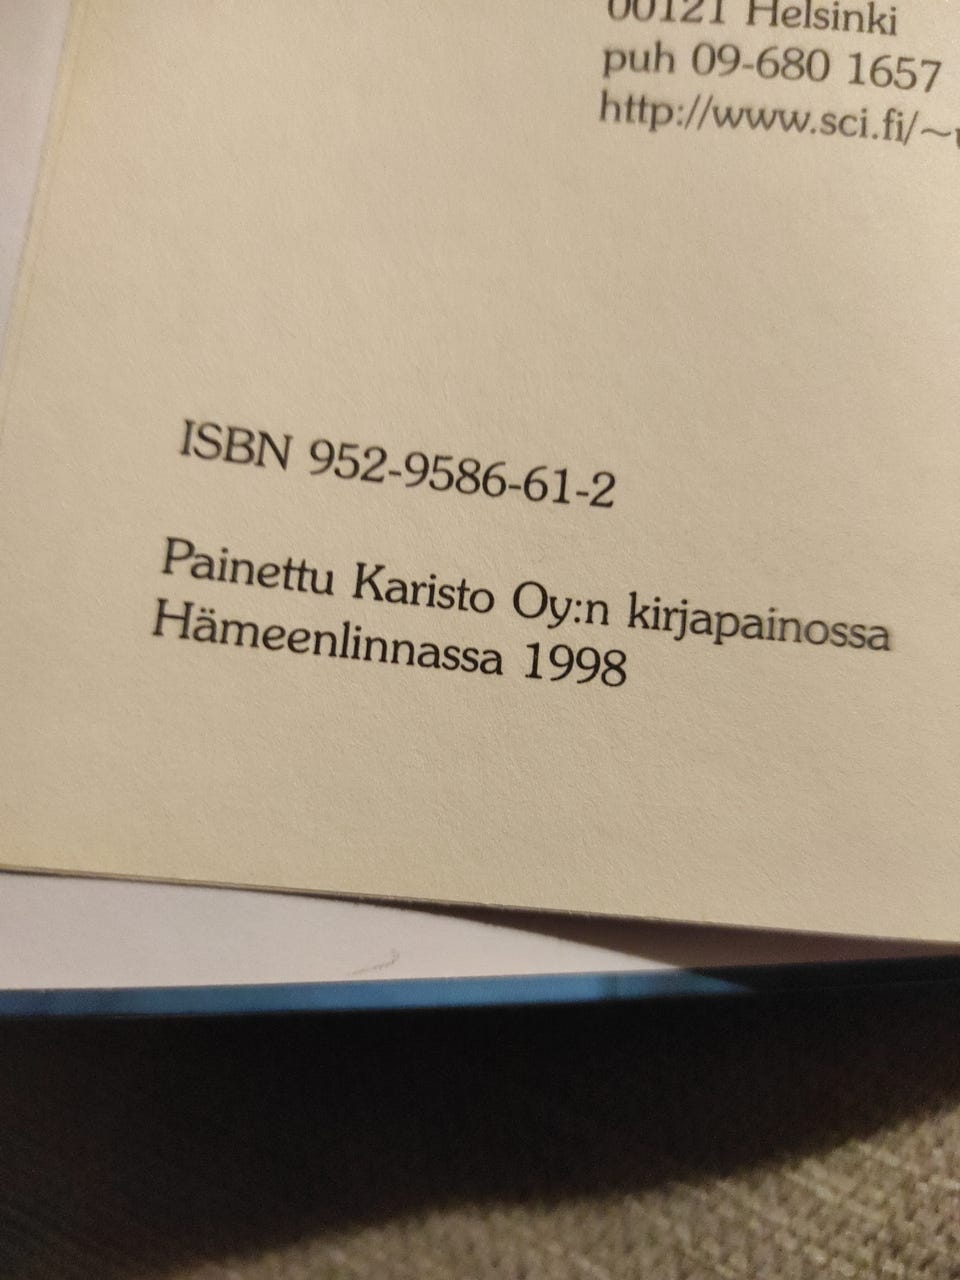 00121 Helsinki
puh 09-680 1657
http://www.sci.fi/~
ISBN 952-9586-61-2
Painettu Karisto Oy:n kirjapainossa
Hämeenlinnassa 1998